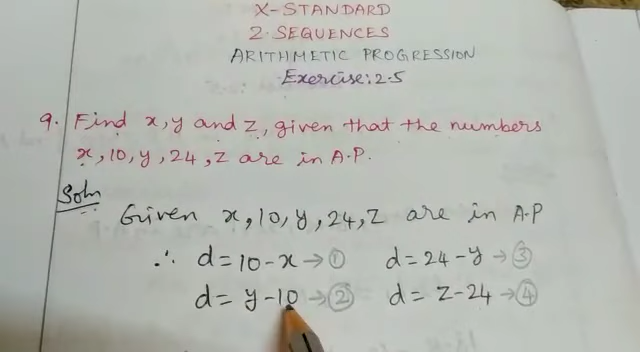 X-STANDARD
2. SEQUENCES
ARITHMETIC PROGRESSION
Exercise: 2.5
9. Find x, y and z, given that the numbers
x, 10, y, 24, z are in A.P.
Soln
Given x, 10, y, 24, z are in A.P
∴ d = 10 - x → ① d = 24 - y → ③
d = y - 10 → ② d = z - 24 → ④